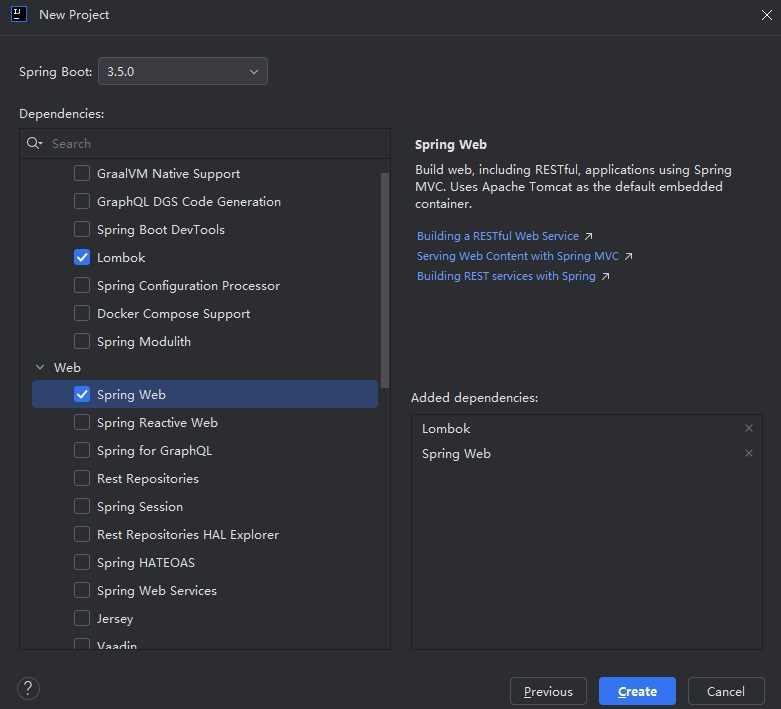 New Project
Spring Boot: 3.5.0
Dependencies:
Search
GraalVM Native Support
GraphQL DGS Code Generation
Spring Boot DevTools
Lombok
Spring Configuration Processor
Docker Compose Support
Spring Modulith
Web
Spring Web
Spring Reactive Web
Spring for GraphQL
Rest Repositories
Spring Session
Rest Repositories HAL Explorer
Spring HATEOAS
Spring Web Services
Jersey
Vaadin
Spring Web
Build web, including RESTful, applications using Spring
MVC. Uses Apache Tomcat as the default embedded
container.
Building a RESTful Web Service ↗
Serving Web Content with Spring MVC ↗
Building REST services with Spring ↗
Added dependencies:
Lombok
Spring Web
?
Previous
Create
Cancel